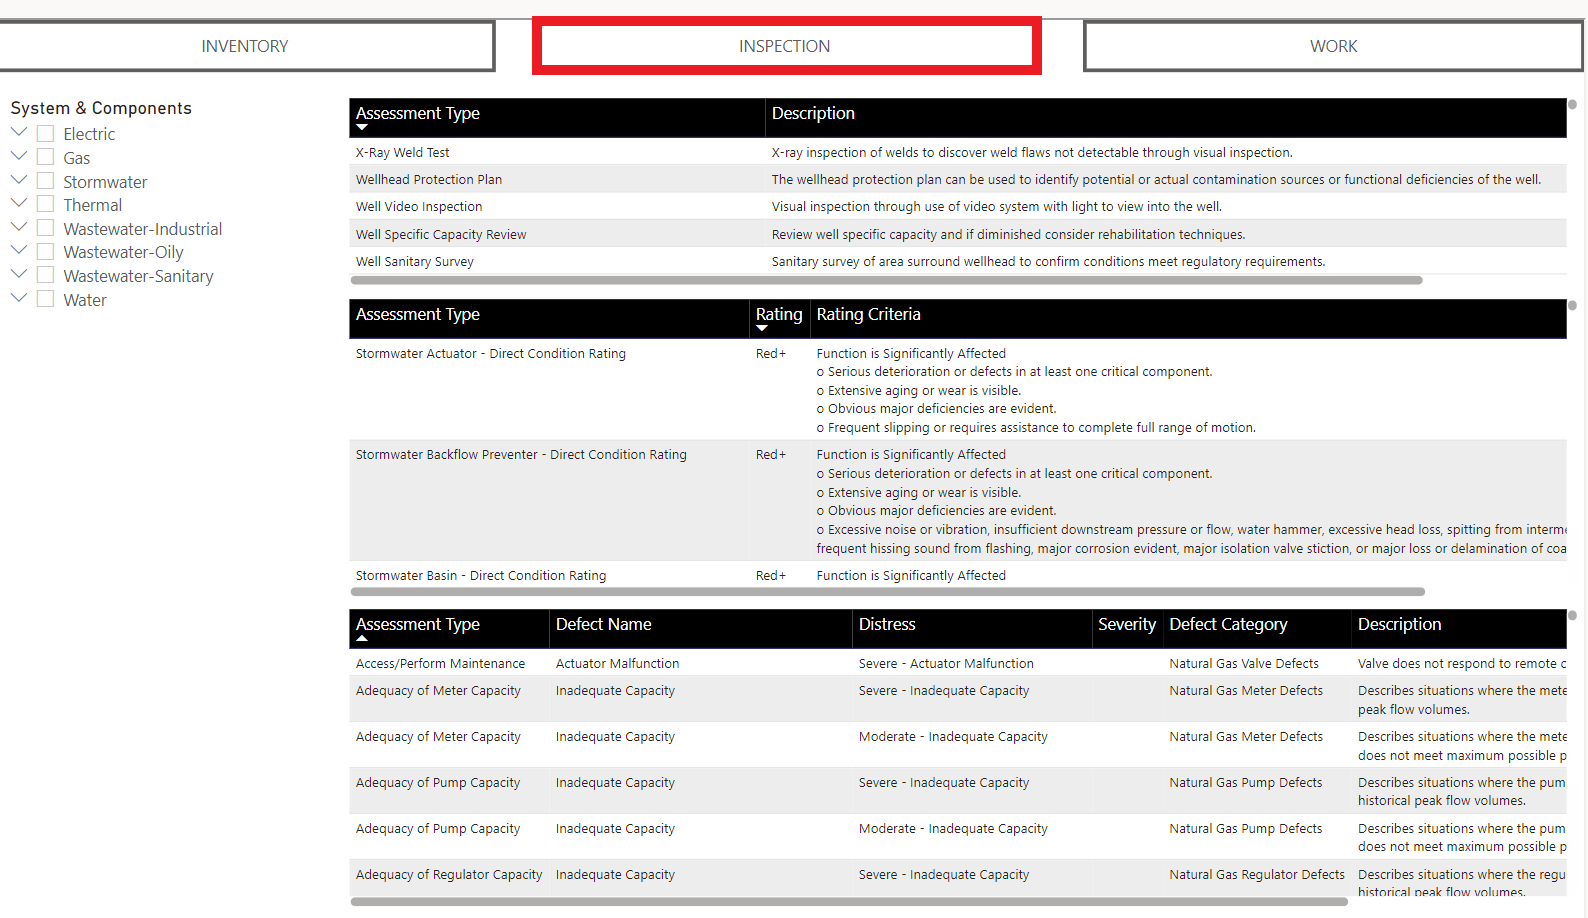 INVENTORY
INSPECTION
WORK
System & Components
Electric
Gas
Stormwater
Thermal
Wastewater-Industrial
Wastewater-Oily
Wastewater-Sanitary
Water
Assessment Type Description
X-Ray Weld Test X-ray inspection of welds to discover weld flaws not detectable through visual inspection.
Wellhead Protection Plan The wellhead protection plan can be used to identify potential or actual contamination sources or functional deficiencies of the well.
Well Video Inspection Visual inspection through use of video system with light to view into the well.
Well Specific Capacity Review Review well specific capacity and if diminished consider rehabilitation techniques.
Well Sanitary Survey Sanitary survey of area surround wellhead to confirm conditions meet regulatory requirements.
Assessment Type Rating Rating Criteria
Stormwater Actuator - Direct Condition Rating Red+ Function is Significantly Affected
o Serious deterioration or defects in at least one critical component.
o Extensive aging or wear is visible.
o Obvious major deficiencies are evident.
o Frequent slipping or requires assistance to complete full range of motion.
Stormwater Backflow Preventer - Direct Condition Rating Red+ Function is Significantly Affected
o Serious deterioration or defects in at least one critical component.
o Extensive aging or wear is visible.
o Obvious major deficiencies are evident.
o Excessive noise or vibration, insufficient downstream pressure or flow, water hammer, excessive head loss, spitting from interme
frequent hissing sound from flashing, major corrosion evident, major isolation valve stiction, or major loss or delamination of coa
Stormwater Basin - Direct Condition Rating Red+ Function is Significantly Affected
Assessment Type Defect Name Distress Severity Defect Category Description
Access/Perform Maintenance Actuator Malfunction Severe - Actuator Malfunction Natural Gas Valve Defects Valve does not respond to remote c
Adequacy of Meter Capacity Inadequate Capacity Severe - Inadequate Capacity Natural Gas Meter Defects Describes situations where the mete
peak flow volumes.
Adequacy of Meter Capacity Inadequate Capacity Moderate - Inadequate Capacity Natural Gas Meter Defects Describes situations where the mete
does not meet maximum possible p
Adequacy of Pump Capacity Inadequate Capacity Severe - Inadequate Capacity Natural Gas Pump Defects Describes situations where the pum
historical peak flow volumes.
Adequacy of Pump Capacity Inadequate Capacity Moderate - Inadequate Capacity Natural Gas Pump Defects Describes situations where the pum
does not meet maximum possible p
Adequacy of Regulator Capacity Inadequate Capacity Severe - Inadequate Capacity Natural Gas Regulator Defects Describes situations where the regu
historical peak flow volumes.